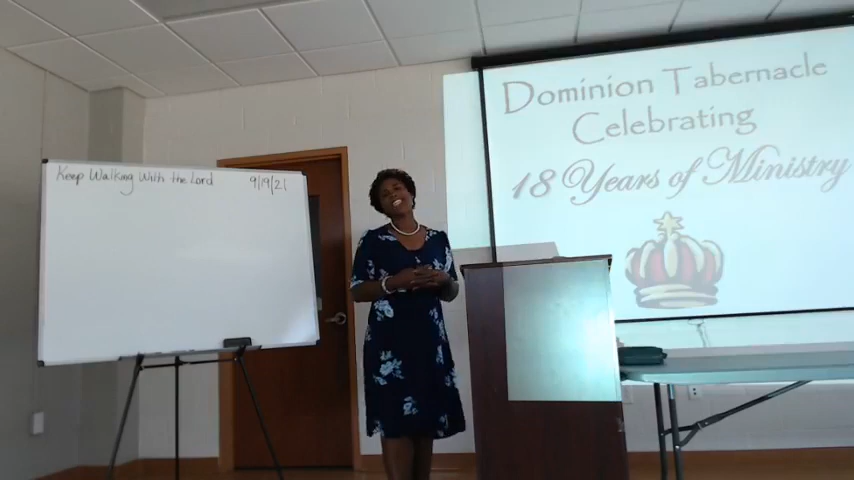 Keep Walking With the Lord 9/19/21
Dominion Tabernacle
Celebrating
18 Years of Ministry